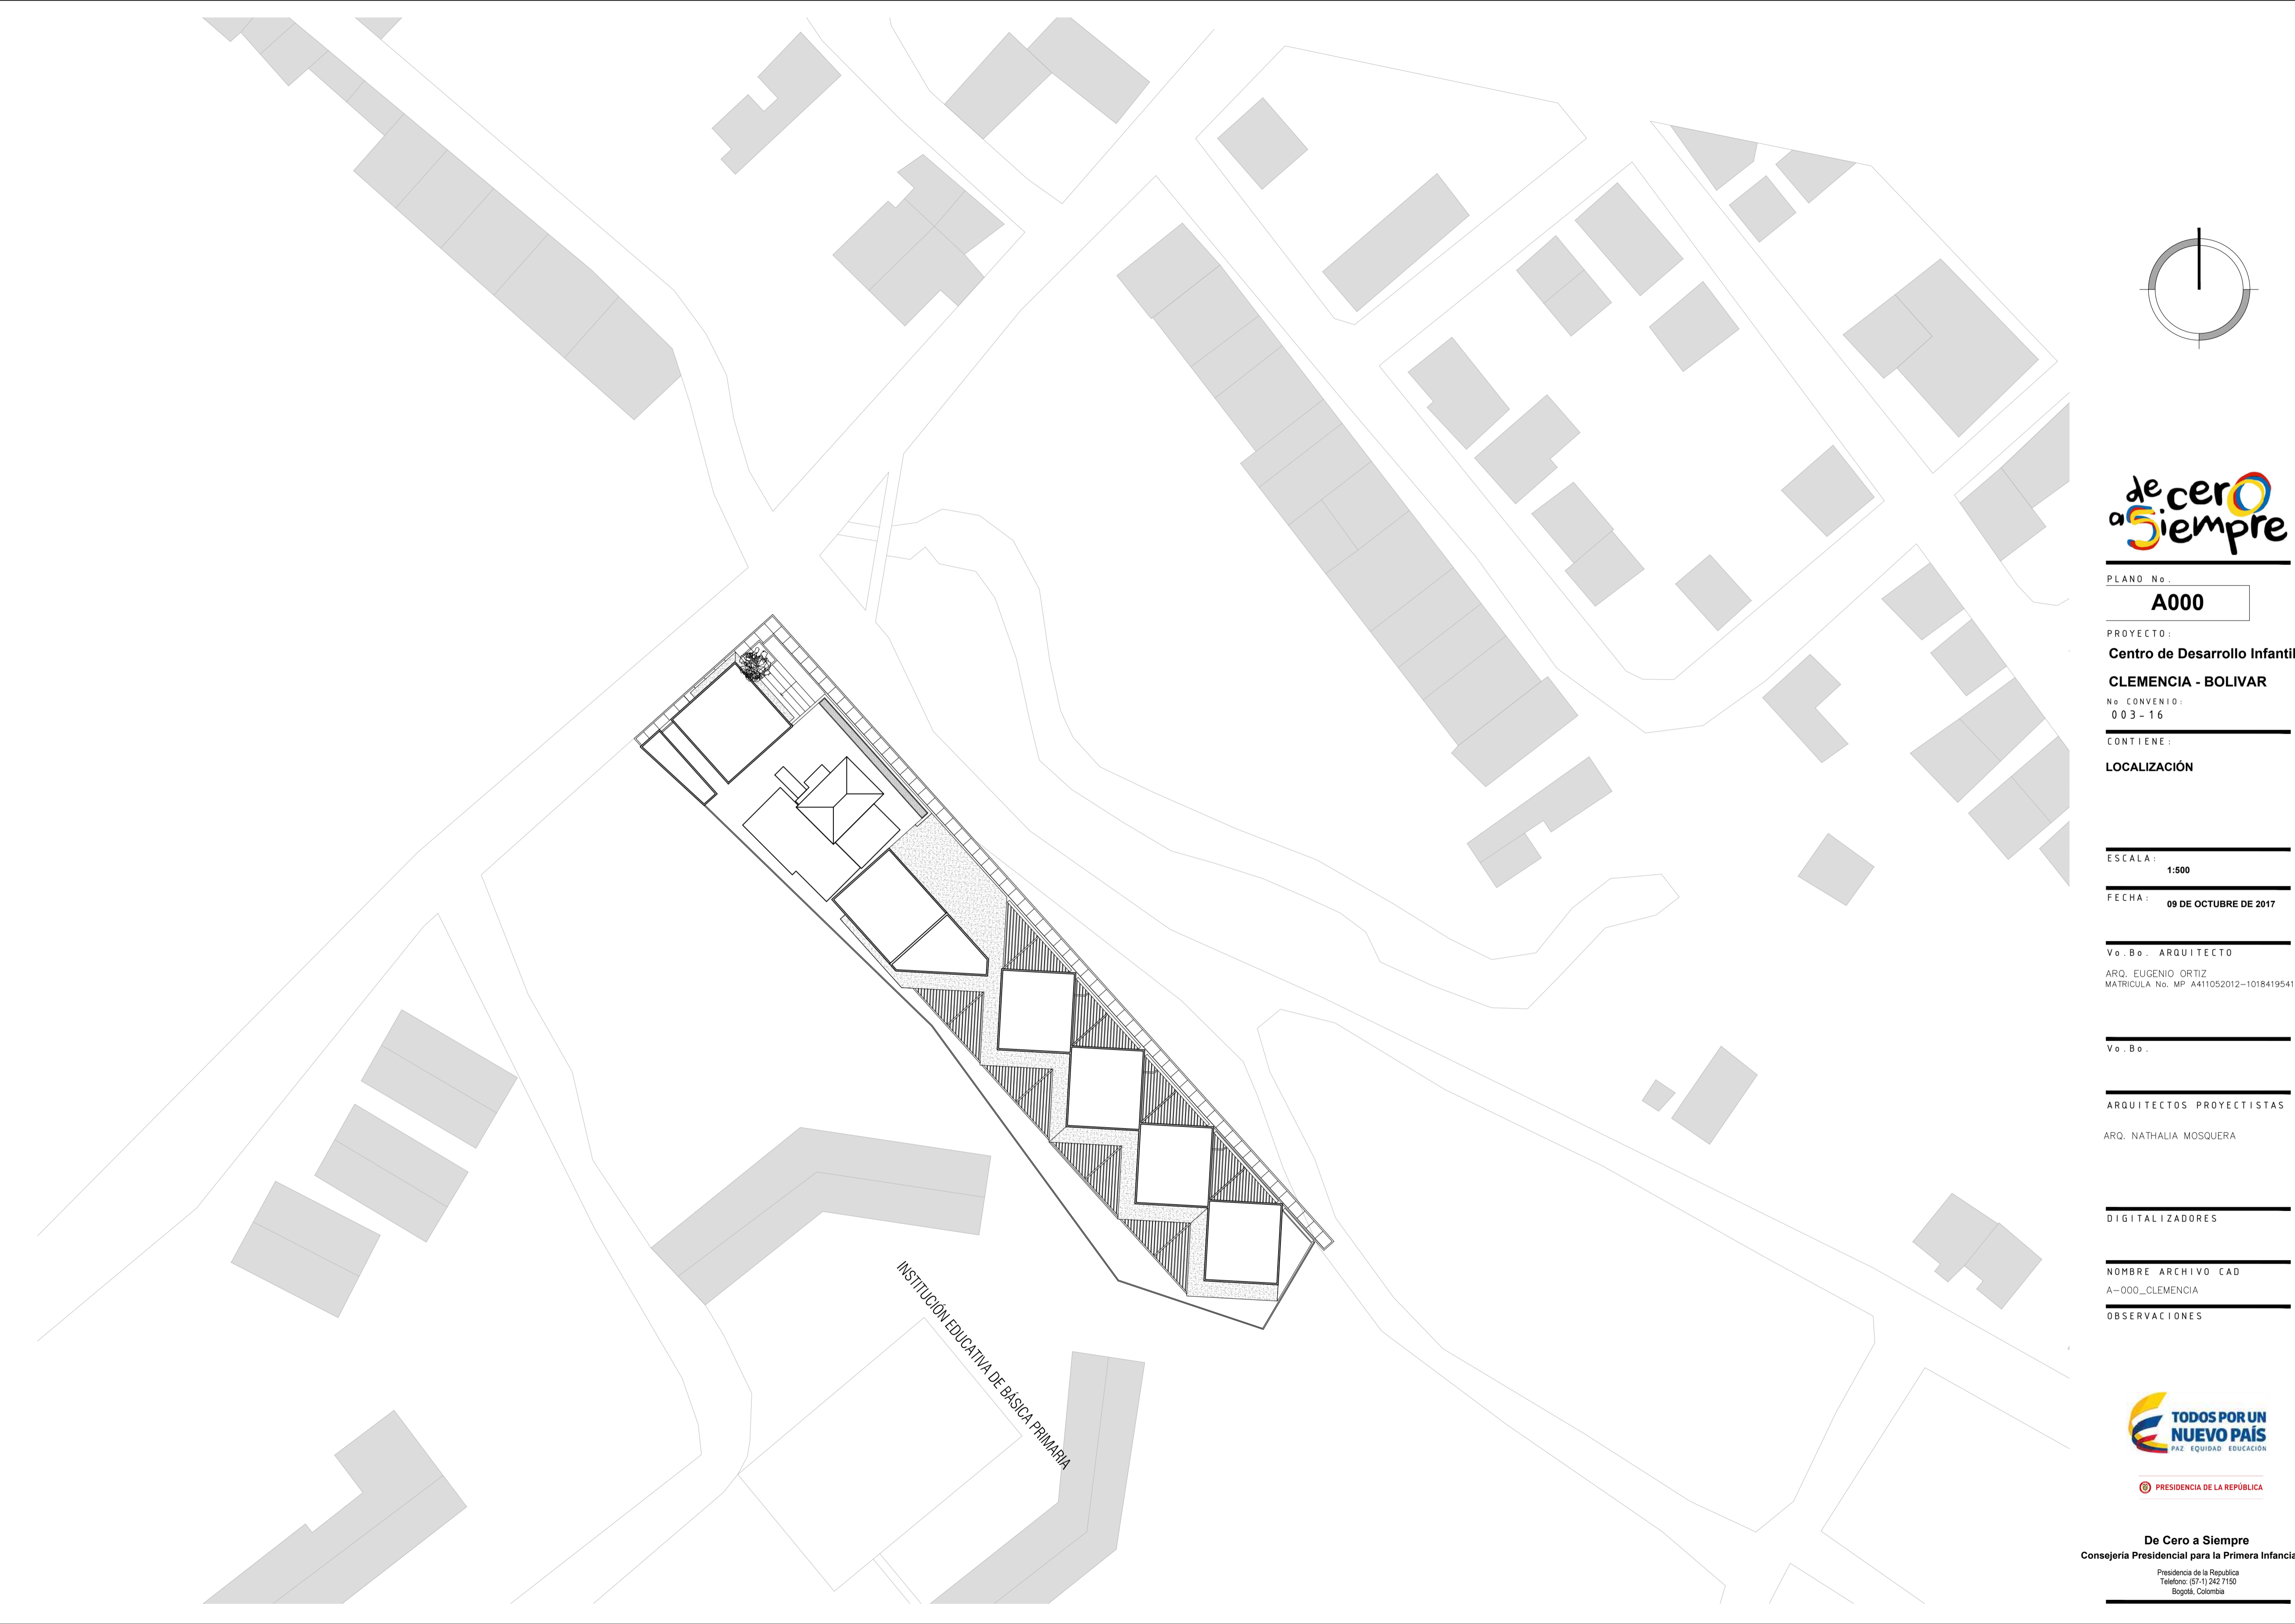 INSTITUCIÓN EDUCATIVA DE BÁSICA PRIMARIA
de cero
a Siempre
PLANO No.
A000
PROYECTO:
Centro de Desarrollo Infantil
CLEMENCIA - BOLIVAR
No CONVENIO:
003-16
CONTIENE:
LOCALIZACIÓN
ESCALA:
1:500
FECHA:
09 DE OCTUBRE DE 2017
Vo.Bo. ARQUITECTO
ARQ. EUGENIO ORTIZ
MATRICULA No. MP A411052012-1018419541
Vo.Bo.
ARQUITECTOS PROYECTISTAS
ARQ. NATHALIA MOSQUERA
DIGITALIZADORES
NOMBRE ARCHIVO CAD
A-000_CLEMENCIA
OBSERVACIONES
TODOS POR UN
NUEVO PAÍS
PAZ EQUIDAD EDUCACIÓN
PRESIDENCIA DE LA REPÚBLICA
De Cero a Siempre
Consejería Presidencial para la Primera Infancia
Presidencia de la Republica
Telefono: (57-1) 242 7150
Bogotá, Colombia